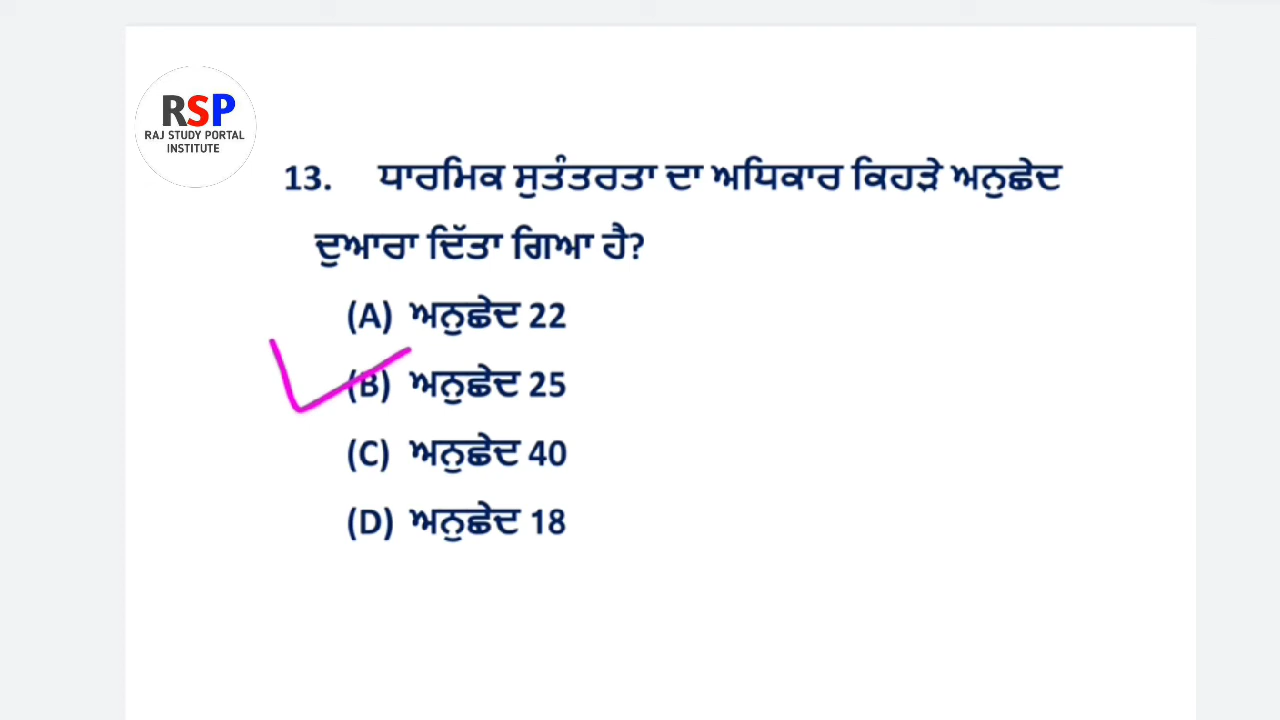 RSP
RAJ STUDY PORTAL
INSTITUTE
13. ਧਾਰਮਿਕ ਸੁਤੰਤਰਤਾ ਦਾ ਅਧਿਕਾਰ ਕਿਹੜੇ ਅਨੁਛੇਦ
ਦੁਆਰਾ ਦਿੱਤਾ ਗਿਆ ਹੈ?
(A) ਅਨੁਛੇਦ 22
(B) ਅਨੁਛੇਦ 25
(C) ਅਨੁਛੇਦ 40
(D) ਅਨੁਛੇਦ 18